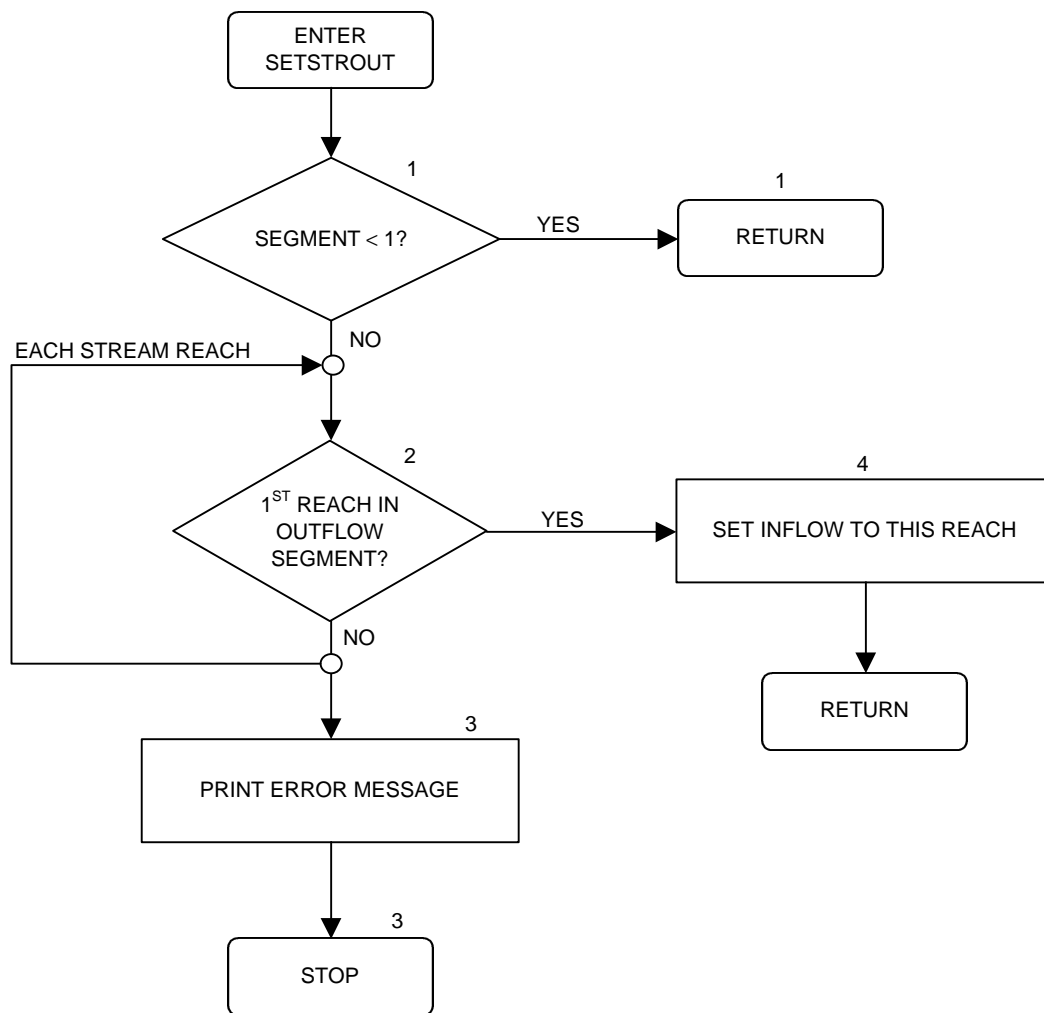 ENTER
SETSTROUT
1
SEGMENT < 1?
YES
1
RETURN
NO
EACH STREAM REACH
2
1ST REACH IN
OUTFLOW
SEGMENT?
YES
4
SET INFLOW TO THIS REACH
NO
RETURN
3
PRINT ERROR MESSAGE
3
STOP